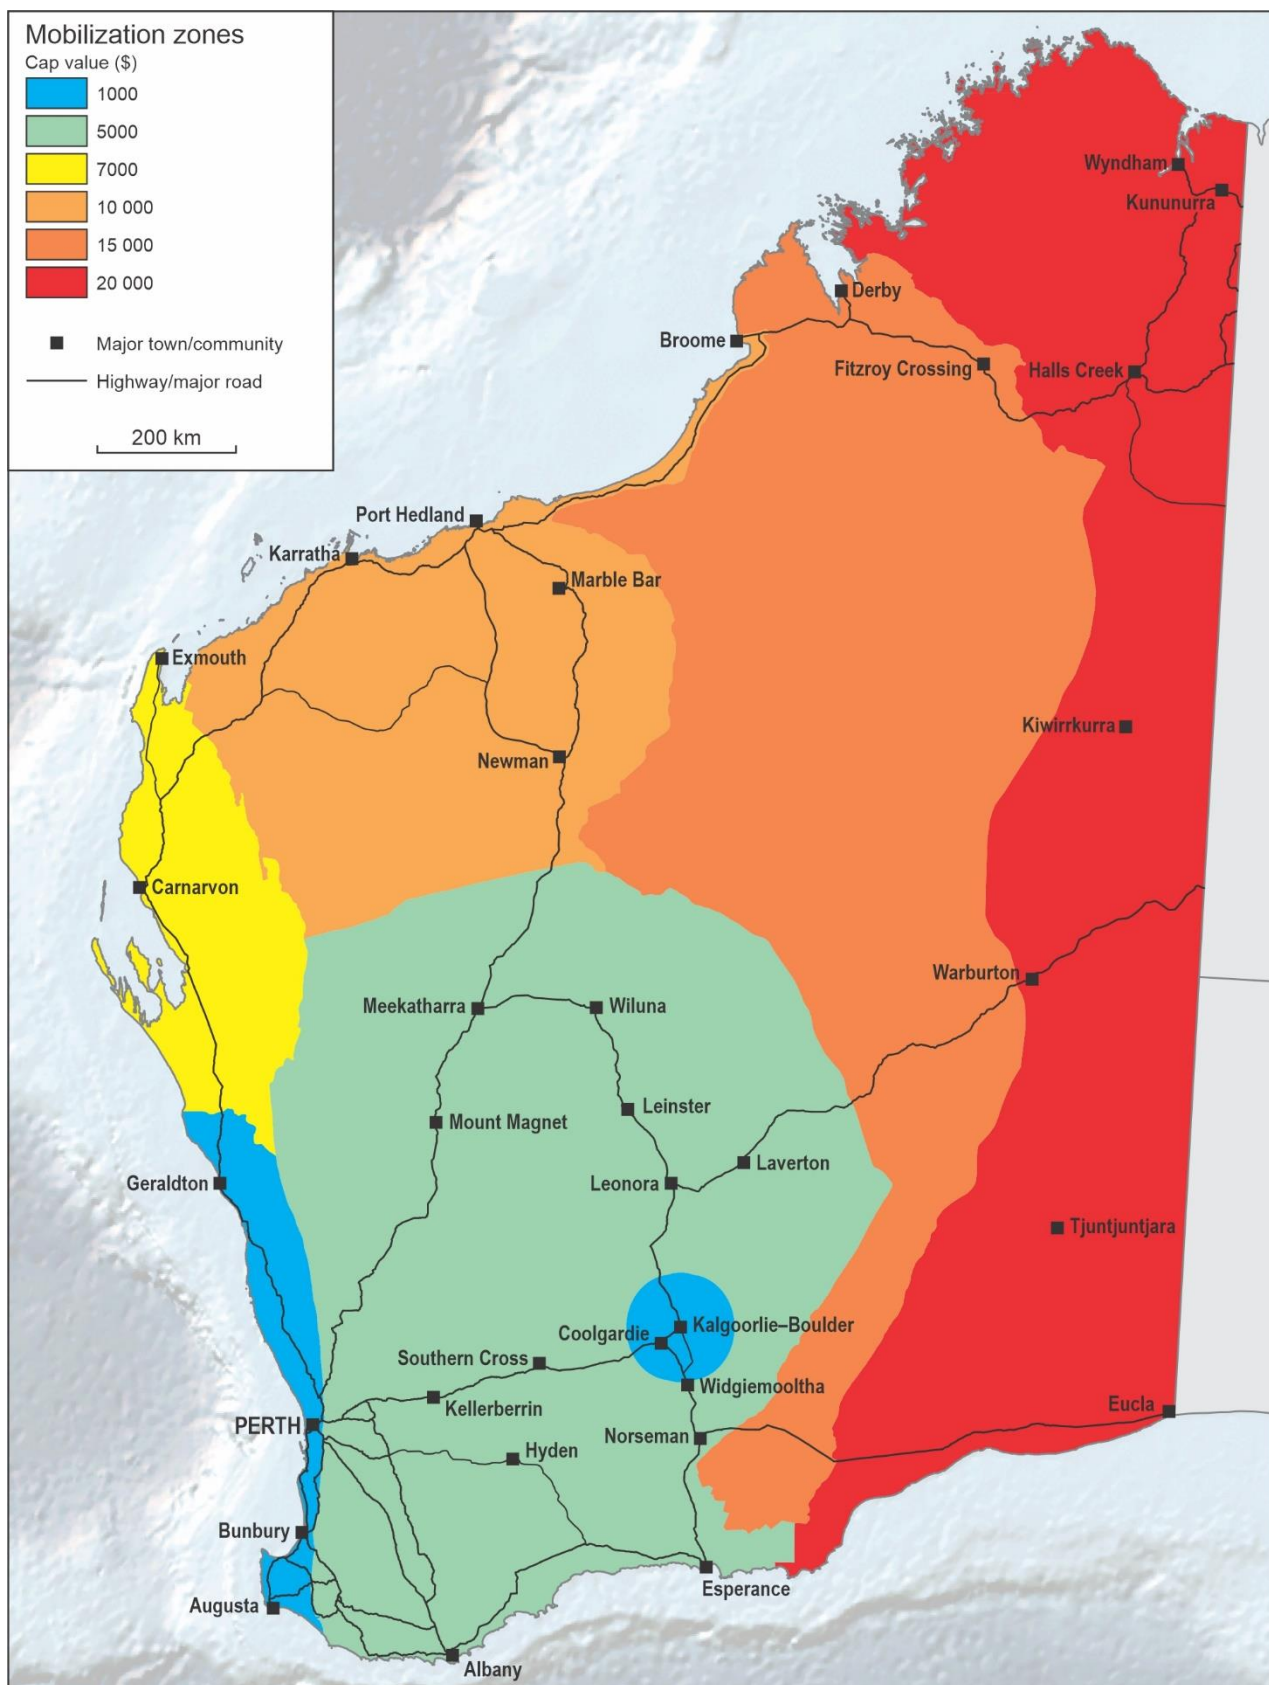 Mobilization zones
Cap value ($)
1000
5000
7000
10 000
15 000
20 000
Major town/community
Highway/major road
200 km
Wyndham
Kununurra
Derby
Broome
Fitzroy Crossing
Halls Creek
Port Hedland
Karratha
Marble Bar
Exmouth
Kiwirrkurra
Newman
Carnarvon
Warburton
Meekatharra
Wiluna
Leinster
Mount Magnet
Laverton
Geraldton
Leonora
Tjuntjuntjara
Kalgoorlie–Boulder
Coolgardie
Southern Cross
Widgiemooltha
Kellerberrin
Eucla
PERTH
Norseman
Hyden
Bunbury
Esperance
Augusta
Albany